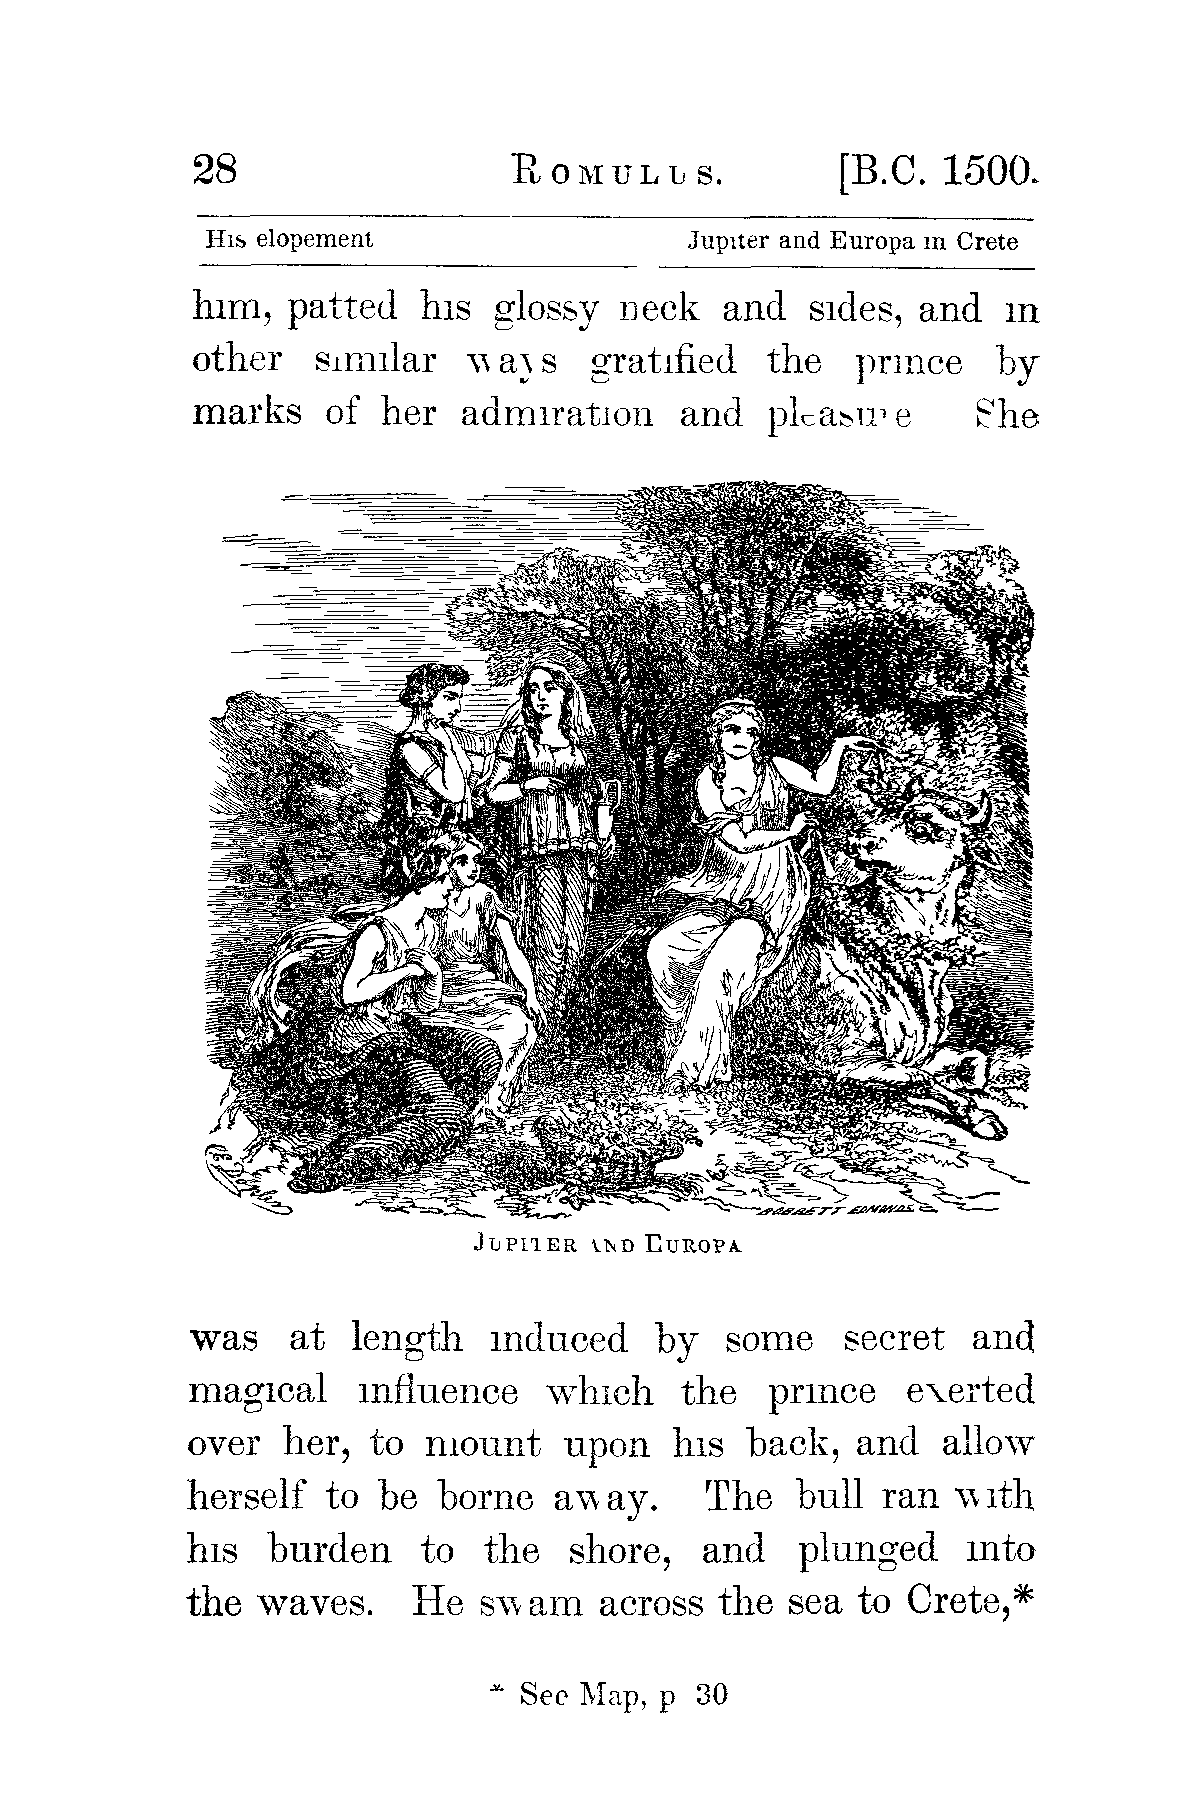 28 ROMULUS. [B.C. 1500.
His elopement Jupiter and Europa in Crete
him, patted his glossy neck and sides, and in
other similar ways gratified the prince by
marks of her admiration and pleasure She
BOBBETT EDMONDS
JUPITER AND EUROPA
was at length induced by some secret and
magical influence which the prince exerted
over her, to mount upon his back, and allow
herself to be borne away. The bull ran with
his burden to the shore, and plunged into
the waves. He swam across the sea to Crete,*
* See Map, p 30